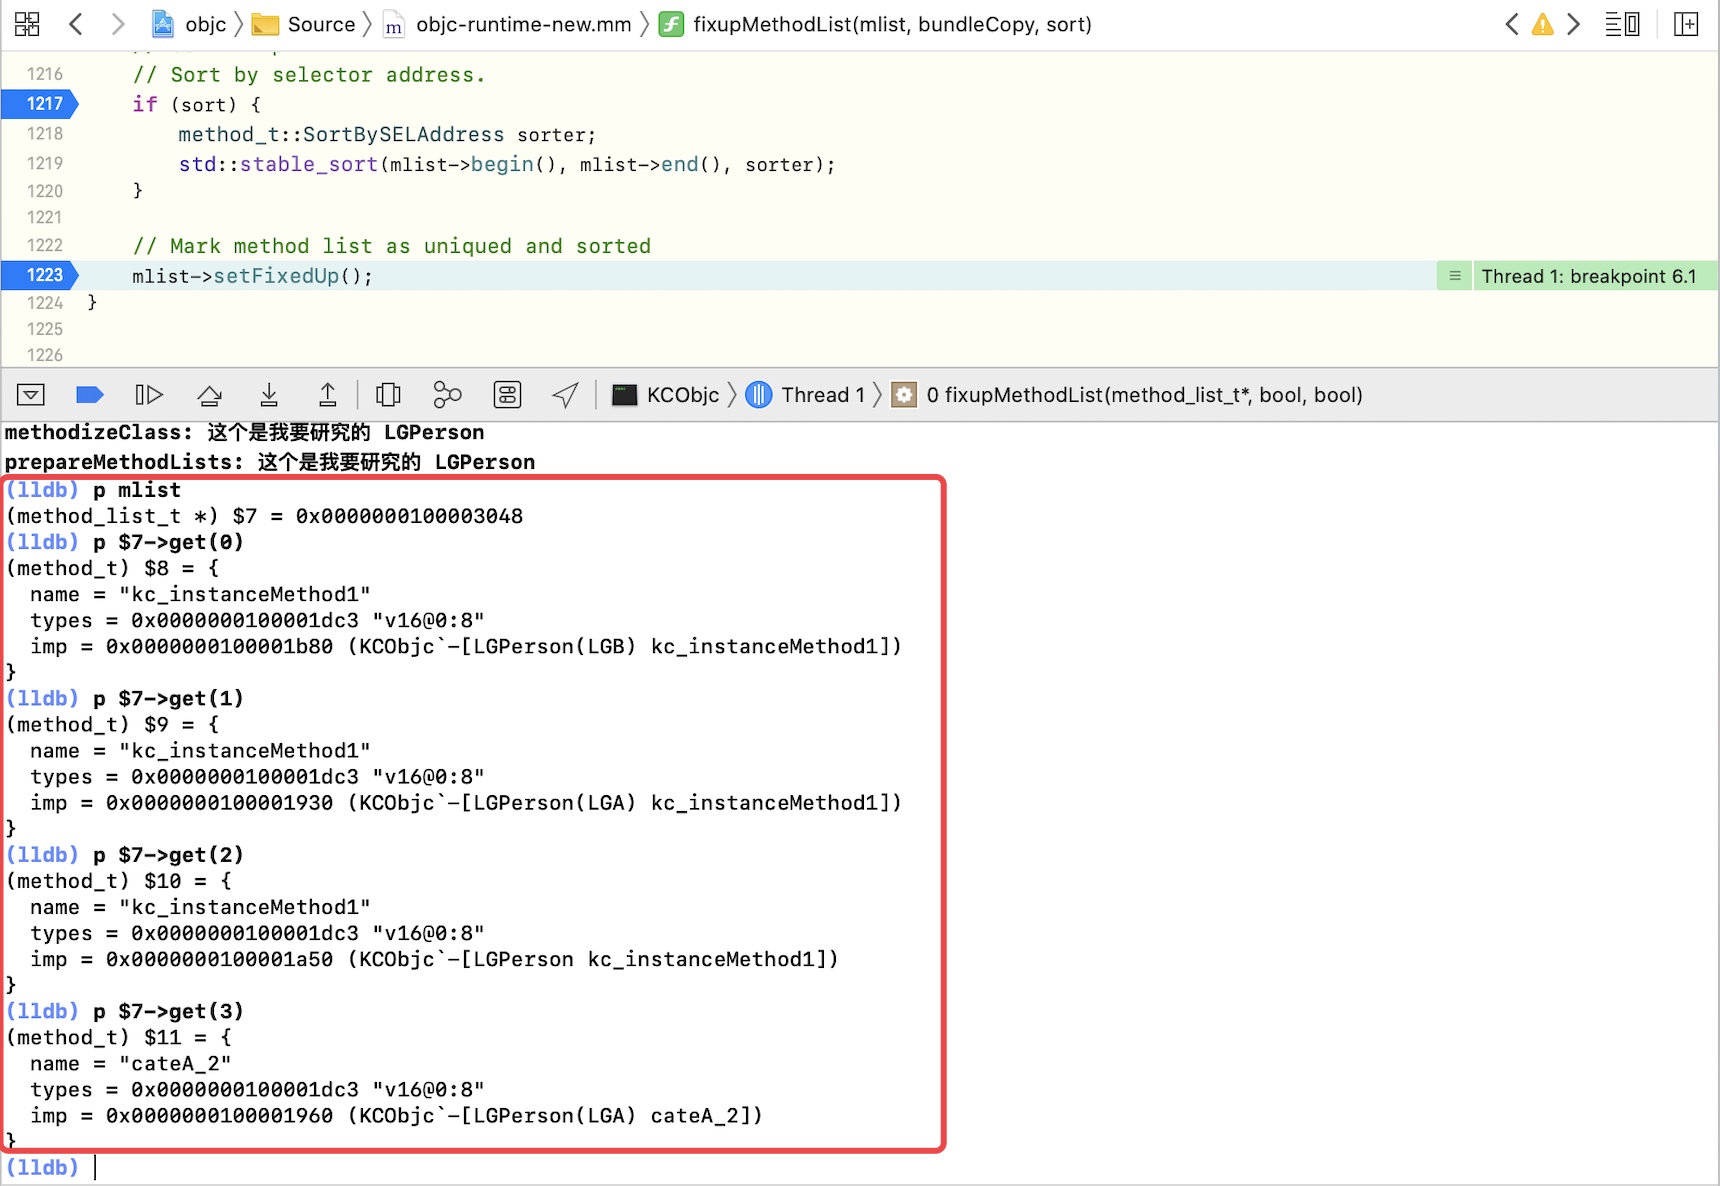 objc 〉 Source 〉 m objc-runtime-new.mm 〉 f fixupMethodList(mlist, bundleCopy, sort)
1216 // Sort by selector address.
1217 if (sort) {
1218 method_t::SortBySELAddress sorter;
1219 std::stable_sort(mlist->begin(), mlist->end(), sorter);
1220 }
1221
1222 // Mark method list as uniqued and sorted
1223 mlist->setFixedUp(); Thread 1: breakpoint 6.1
1224 }
1225
1226
KCObjc 〉 Thread 1 〉 0 fixupMethodList(method_list_t*, bool, bool)
methodizeClass: 这个是我要研究的 LGPerson
prepareMethodLists: 这个是我要研究的 LGPerson
(lldb) p mlist
(method_list_t *) $7 = 0x0000000100003048
(lldb) p $7->get(0)
(method_t) $8 = {
name = "kc_instanceMethod1"
types = 0x0000000100001dc3 "v16@0:8"
imp = 0x0000000100001b80 (KCObjc`-[LGPerson(LGB) kc_instanceMethod1])
}
(lldb) p $7->get(1)
(method_t) $9 = {
name = "kc_instanceMethod1"
types = 0x0000000100001dc3 "v16@0:8"
imp = 0x0000000100001930 (KCObjc`-[LGPerson(LGA) kc_instanceMethod1])
}
(lldb) p $7->get(2)
(method_t) $10 = {
name = "kc_instanceMethod1"
types = 0x0000000100001dc3 "v16@0:8"
imp = 0x0000000100001a50 (KCObjc`-[LGPerson kc_instanceMethod1])
}
(lldb) p $7->get(3)
(method_t) $11 = {
name = "cateA_2"
types = 0x0000000100001dc3 "v16@0:8"
imp = 0x0000000100001960 (KCObjc`-[LGPerson(LGA) cateA_2])
}
(lldb)